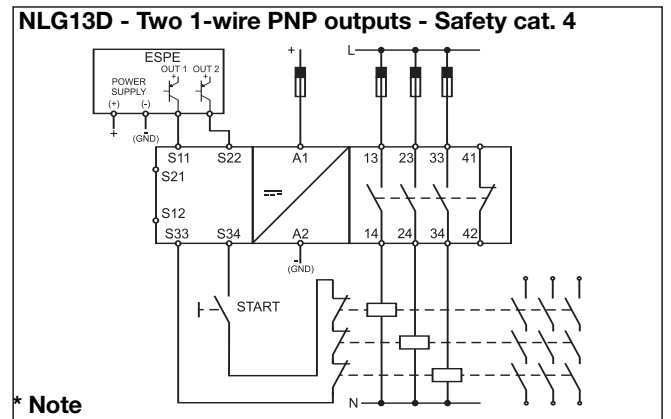 NLG13D - Two 1-wire PNP outputs - Safety cat. 4
ESPE
OUT 1 OUT 2
+ +
POWER
SUPPLY
(+) (-)
+ -
(GND)
+
L
S11 S22 A1 13 23 33 41
S21
S12
S33 S34 A2 14 24 34 42
-
(GND)
START
N
* Note